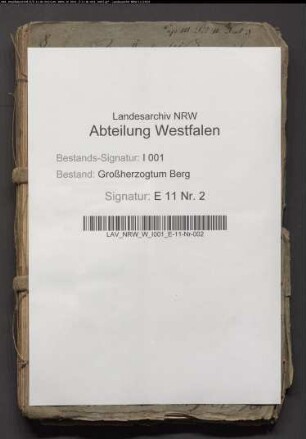 Landesarchiv NRW
Abteilung Westfalen
Bestands-Signatur: I 001
Bestand: Großherzogtum Berg
Signatur: E 11 Nr. 2
LAV_NRW_W_I001_E-11-Nr-002